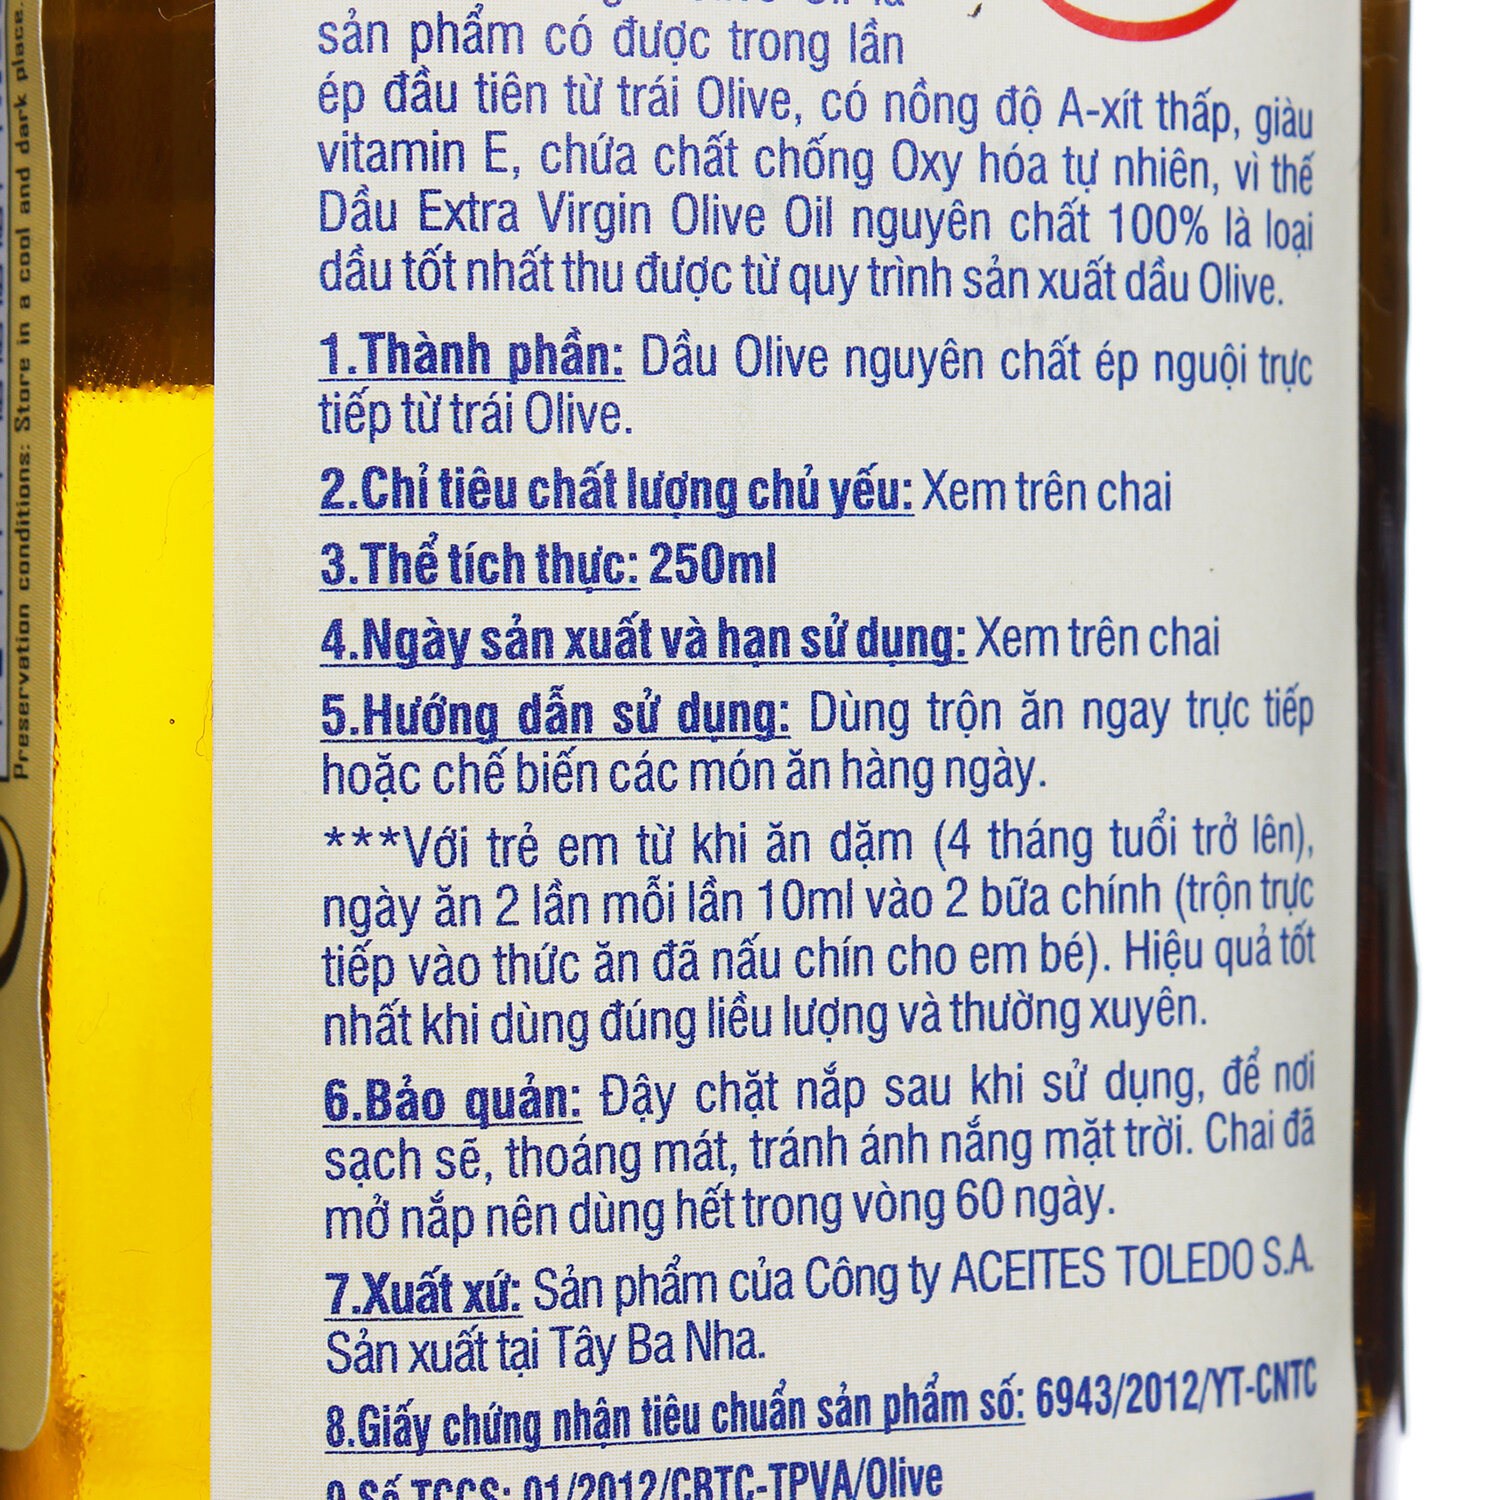 sản phẩm có được trong lần
ép đầu tiên từ trái Olive, có nồng độ A-xít thấp, giàu
vitamin E, chứa chất chống Oxy hóa tự nhiên, vì thế
Dầu Extra Virgin Olive Oil nguyên chất 100% là loại
dầu tốt nhất thu được từ quy trình sản xuất dầu Olive.
1.Thành phần: Dầu Olive nguyên chất ép nguội trực
tiếp từ trái Olive.
2.Chỉ tiêu chất lượng chủ yếu: Xem trên chai
3.Thể tích thực: 250ml
4.Ngày sản xuất và hạn sử dụng: Xem trên chai
5.Hướng dẫn sử dụng: Dùng trộn ăn ngay trực tiếp
hoặc chế biến các món ăn hàng ngày.
***Với trẻ em từ khi ăn dặm (4 tháng tuổi trở lên),
ngày ăn 2 lần mỗi lần 10ml vào 2 bữa chính (trộn trực
tiếp vào thức ăn đã nấu chín cho em bé). Hiệu quả tốt
nhất khi dùng đúng liều lượng và thường xuyên.
6.Bảo quản: Đậy chặt nắp sau khi sử dụng, để nơi
sạch sẽ, thoáng mát, tránh ánh nắng mặt trời. Chai đã
mở nắp nên dùng hết trong vòng 60 ngày.
7.Xuất xứ: Sản phẩm của Công ty ACEITES TOLEDO S.A.
Sản xuất tại Tây Ba Nha.
8.Giấy chứng nhận tiêu chuẩn sản phẩm số: 6943/2012/YT-CNTC
9.Số TCCS: 01/2012/CBTC-TPVA/Olive
Preservation conditions: Store in a cool and dark place.